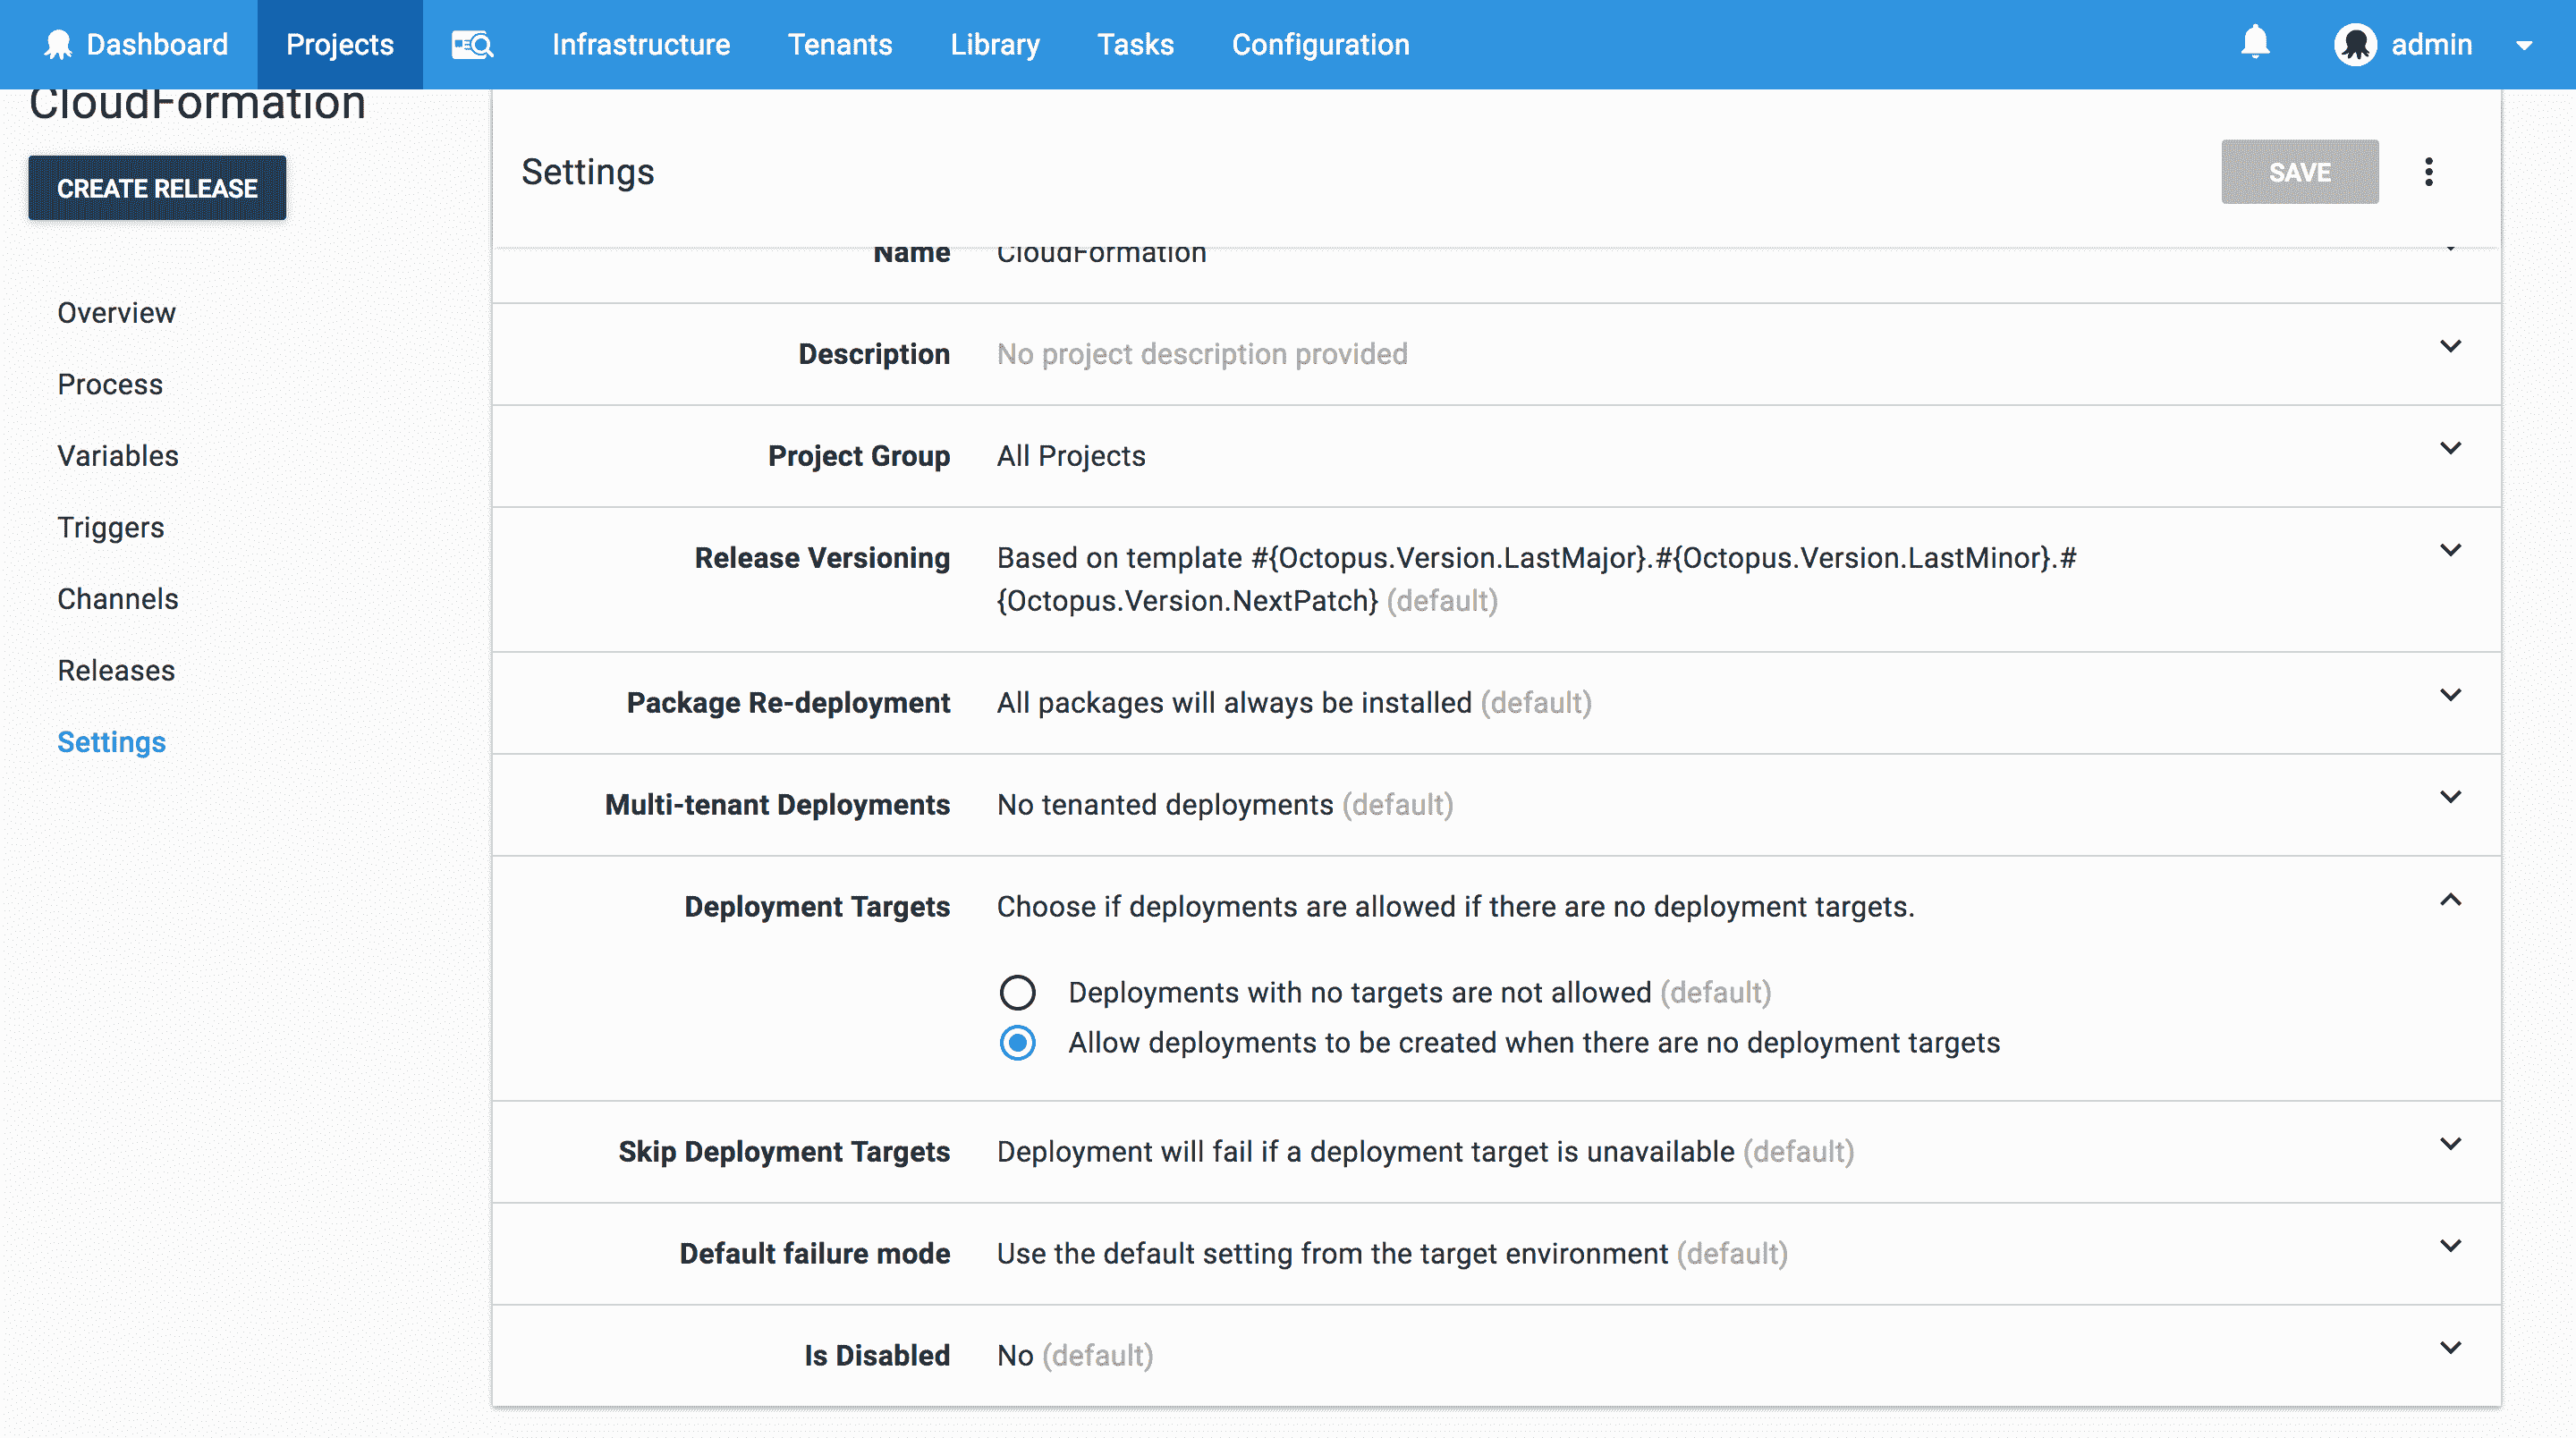 Dashboard Projects Infrastructure Tenants Library Tasks Configuration admin
CloudFormation
CREATE RELEASE
Overview
Process
Variables
Triggers
Channels
Releases
Settings
Settings SAVE
Name CloudFormation
Description No project description provided
Project Group All Projects
Release Versioning Based on template #{Octopus.Version.LastMajor}.#{Octopus.Version.LastMinor}.#
{Octopus.Version.NextPatch} (default)
Package Re-deployment All packages will always be installed (default)
Multi-tenant Deployments No tenanted deployments (default)
Deployment Targets Choose if deployments are allowed if there are no deployment targets.
Deployments with no targets are not allowed (default)
Allow deployments to be created when there are no deployment targets
Skip Deployment Targets Deployment will fail if a deployment target is unavailable (default)
Default failure mode Use the default setting from the target environment (default)
Is Disabled No (default)